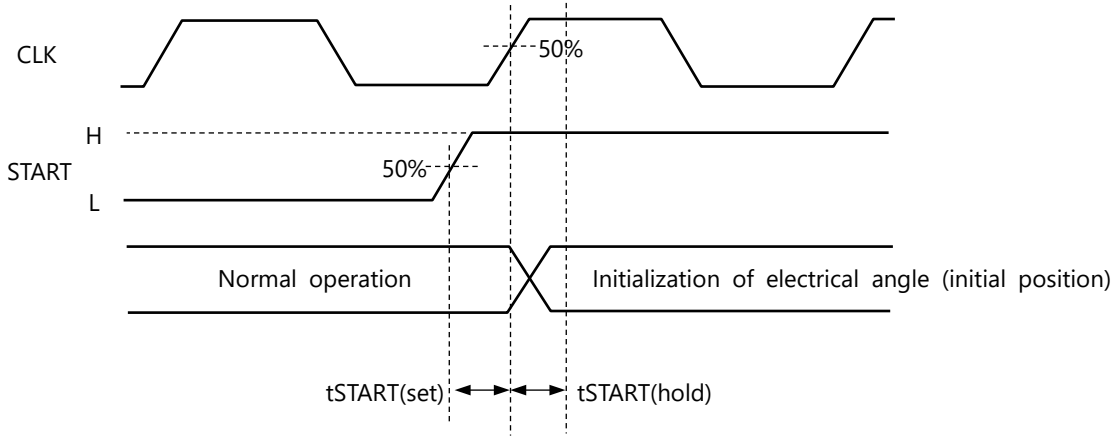 CLK
50%
H
START
50%
L
Normal operation
Initialization of electrical angle (initial position)
tSTART(set)
tSTART(hold)